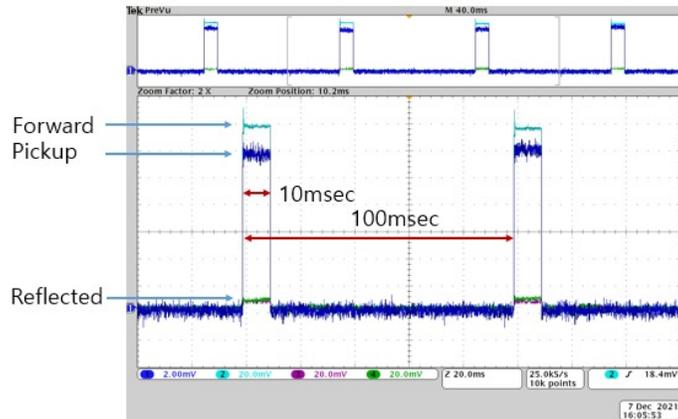 Tek PreVu
M 40.0ms
Zoom Factor: 2 X
Zoom Position: 10.2ms
Forward
Pickup
10msec
100msec
Reflected
1 2.00mV 2 20.0mV 3 20.0mV 4 20.0mV Z 20.0ms 25.0kS/s 2 18.4mV
10k points
7 Dec 2021
16:05:53